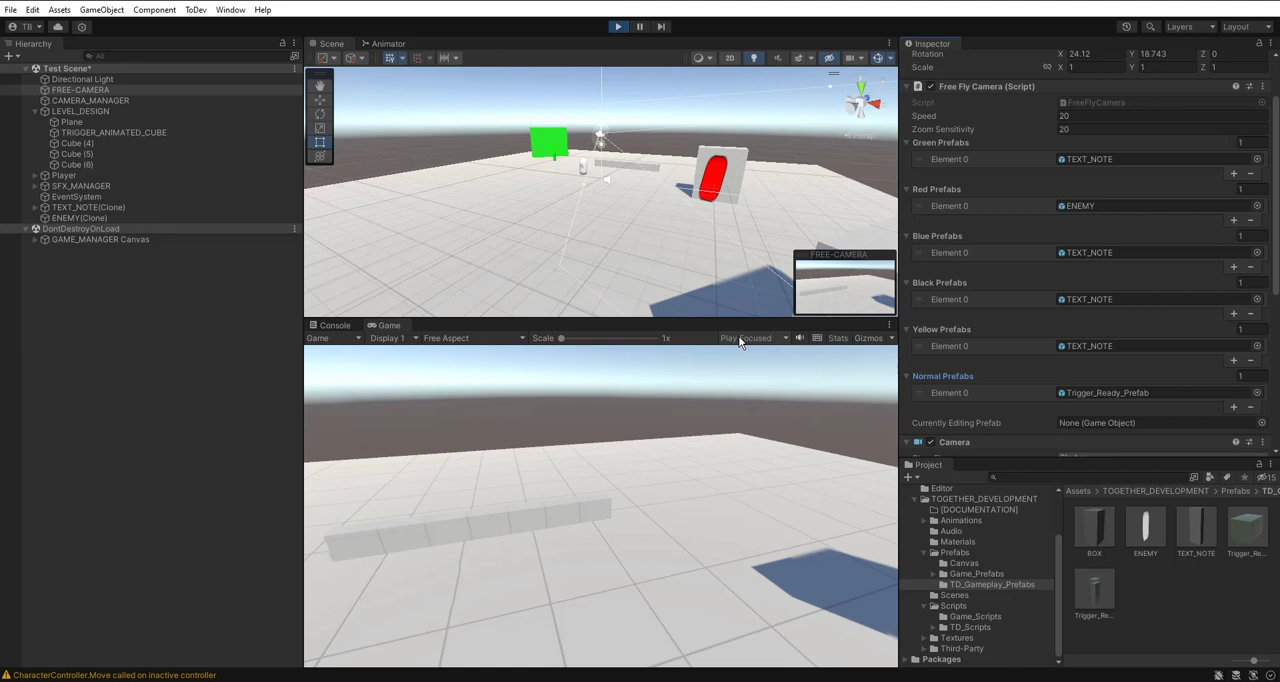 File Edit Assets GameObject Component ToDev Window Help
TB Layers Layout
Hierarchy
All
Test Scene*
Directional Light
FREE-CAMERA
CAMERA_MANAGER
LEVEL_DESIGN
Plane
TRIGGER_ANIMATED_CUBE
Cube (4)
Cube (5)
Cube (6)
Player
SFX_MANAGER
EventSystem
TEXT_NOTE(Clone)
ENEMY(Clone)
DontDestroyOnLoad
GAME_MANAGER Canvas
Scene Animator
2D
Persp
FREE-CAMERA
Console Game
Game Display 1 Free Aspect Scale 1x Play Focused Stats Gizmos
Inspector
Rotation X 24.12 Y 18.743 Z 0
Scale X 1 Y 1 Z 1
Free Fly Camera (Script)
Script FreeFlyCamera
Speed 20
Zoom Sensitivity 20
Green Prefabs 1
Element 0 TEXT_NOTE
Red Prefabs 1
Element 0 ENEMY
Blue Prefabs 1
Element 0 TEXT_NOTE
Black Prefabs 1
Element 0 TEXT_NOTE
Yellow Prefabs 1
Element 0 TEXT_NOTE
Normal Prefabs 1
Element 0 Trigger_Ready_Prefab
Currently Editing Prefab None (Game Object)
Camera
Project
15
Editor
TOGETHER_DEVELOPMENT
[DOCUMENTATION]
Animations
Audio
Materials
Prefabs
Canvas
Game_Prefabs
TD_Gameplay_Prefabs
Scenes
Scripts
Game_Scripts
TD_Scripts
Textures
Third-Party
Packages
Assets TOGETHER_DEVELOPMENT Prefabs TD_G
BOX ENEMY TEXT_NOTE Trigger_Re...
Trigger_Re...
CharacterController.Move called on inactive controller